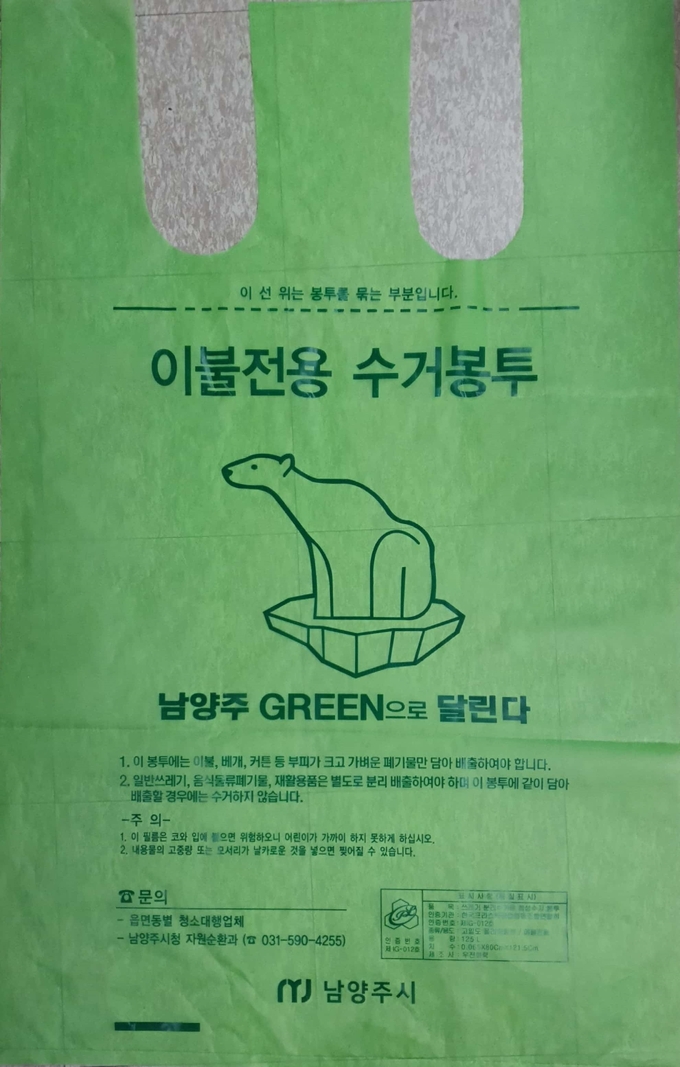 이 선 위는 봉투를 묶는 부분입니다.
이불전용 수거봉투
남양주 GREEN으로 달린다
1. 이 봉투에는 이불, 베개, 커튼 등 부피가 크고 가벼운 폐기물만 담아 배출하여야 합니다.
2. 일반쓰레기, 음식물류폐기물, 재활용품은 별도로 분리 배출하여야 하며 이 봉투에 같이 담아
배출할 경우에는 수거하지 않습니다.
-주 의-
1. 이 필름은 코와 입에 붙으면 위험하오니 어린이가 가까이 하지 못하게 하십시오.
2. 내용물의 고중량 또는 모서리가 날카로운 것을 넣으면 찢어질 수 있습니다.
☎문의
- 읍면동별 청소대행업체
- 남양주시청 자원순환과 (☎ 031-590-4255)
인 증 번 호
용 량 : 125 L
제 조 사 :
남양주시